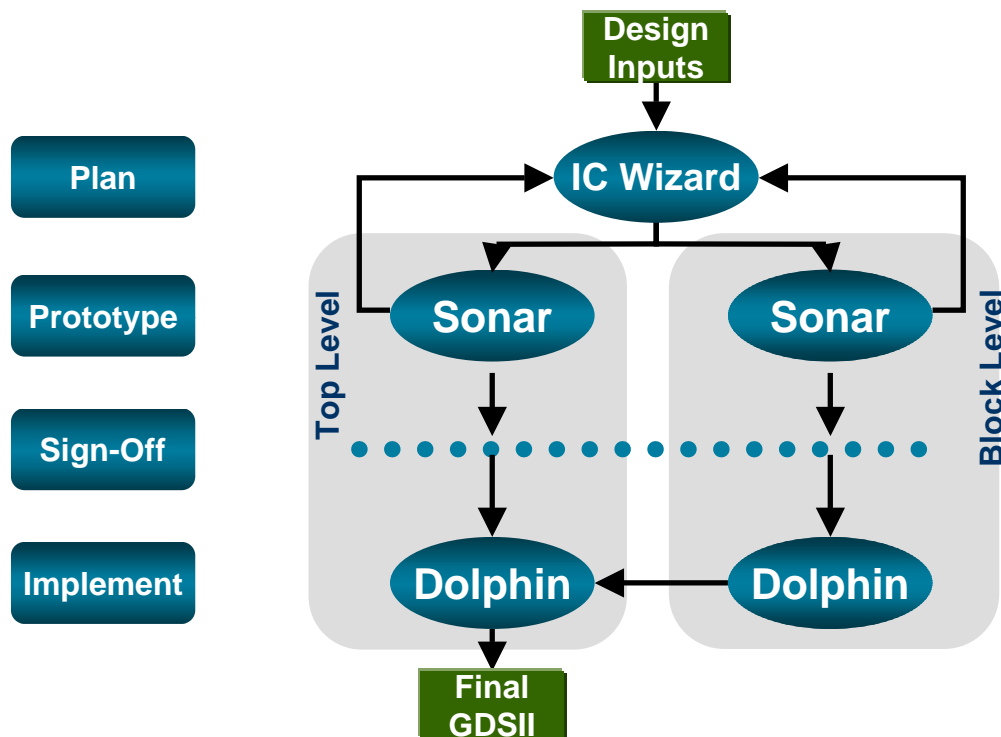 Design
Inputs
Plan
IC Wizard
Prototype
Top Level
Sonar
Sonar
Block Level
Sign-Off
Implement
Dolphin
Dolphin
Final
GDSII